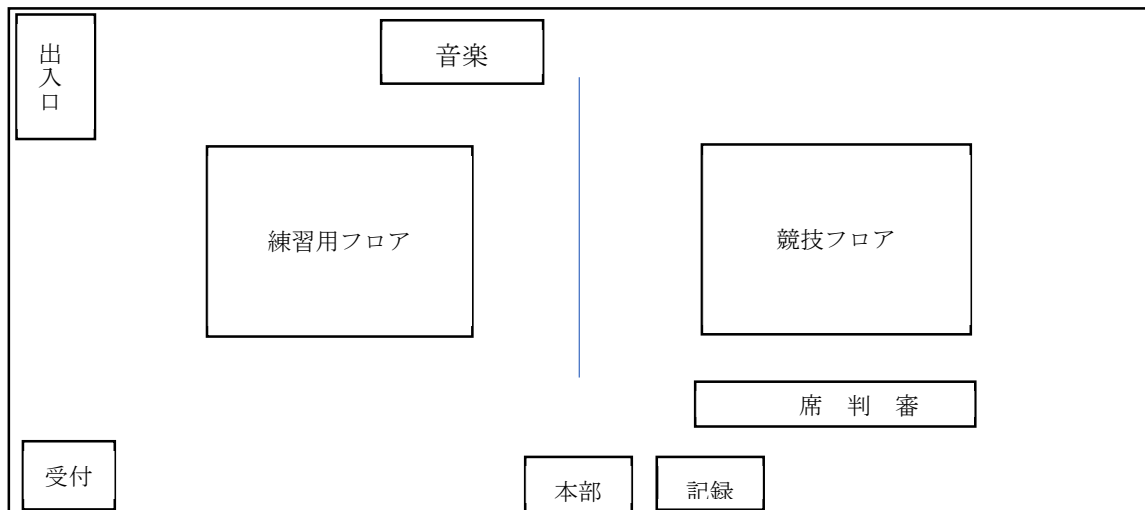 出入口
音楽
練習用フロア
競技フロア
席 判 審
受付
本部
記録